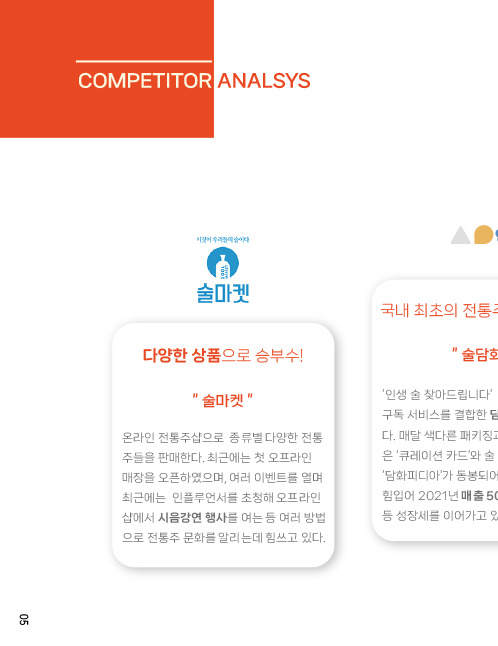 COMPETITOR ANALSYS
이것이 우리들의 술이다
술마켓
다양한 상품으로 승부수!
" 술마켓 "
온라인 전통주샵으로 종류별 다양한 전통
주들을 판매한다. 최근에는 첫 오프라인
매장을 오픈하였으며, 여러 이벤트를 열며
최근에는 인플루언서를 초청해 오프라인
샵에서 시음강연 행사를 여는 등 여러 방법
으로 전통주 문화를 알리는데 힘쓰고 있다.
국내 최초의 전통주
" 술담화
'인생 술 찾아드립니다'
구독 서비스를 결합한 담
다. 매달 색다른 패키징과
은 '큐레이션 카드'와 술
'담화피디아'가 동봉되어
힘입어 2021년 매출 50
등 성장세를 이어가고 있
05